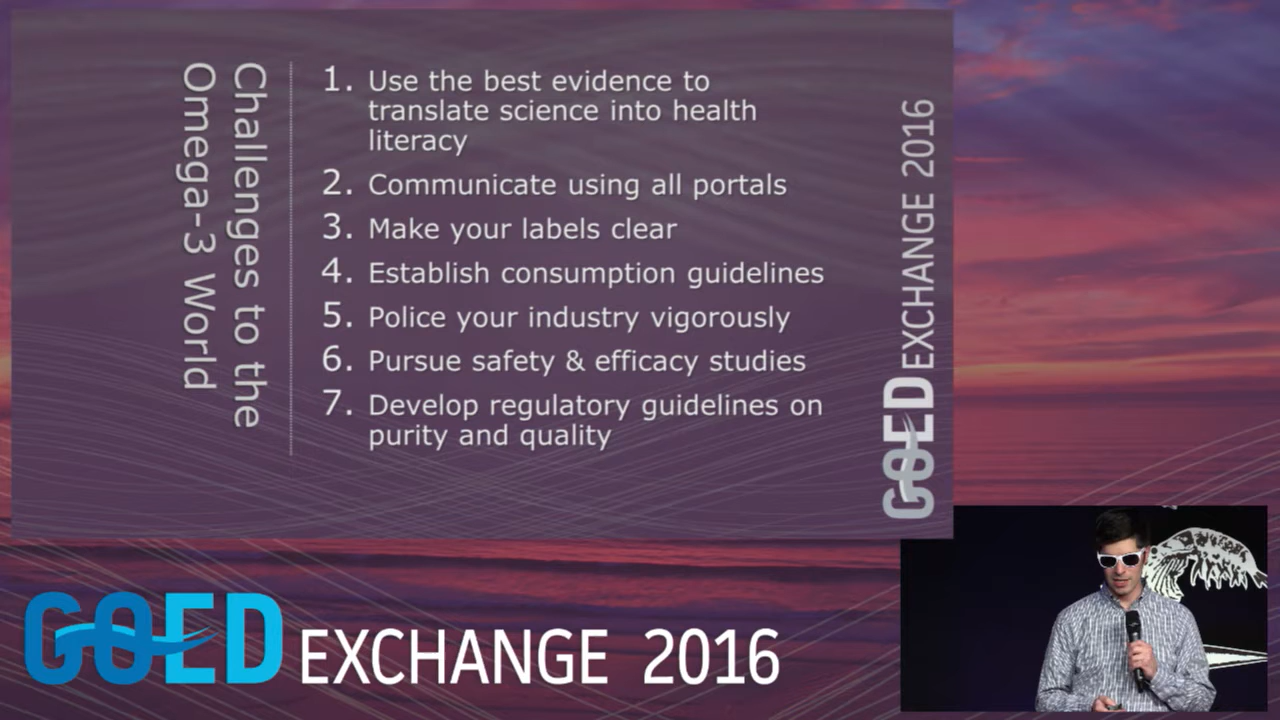 Challenges to the
Omega-3 World
1. Use the best evidence to
translate science into health
literacy
2. Communicate using all portals
3. Make your labels clear
4. Establish consumption guidelines
5. Police your industry vigorously
6. Pursue safety & efficacy studies
7. Develop regulatory guidelines on
purity and quality
GOED EXCHANGE 2016
GOED EXCHANGE 2016